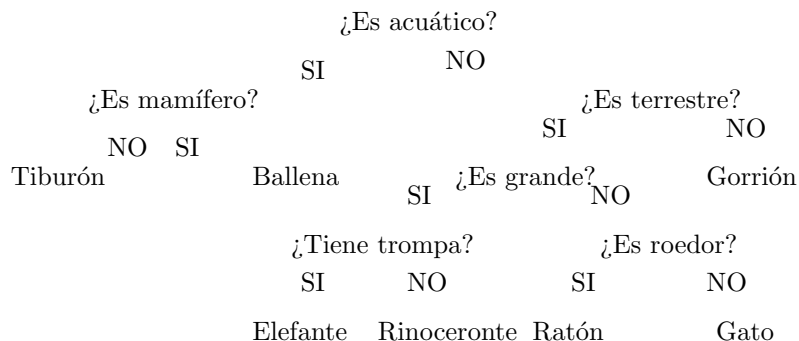 ¿Es acuático?
SI NO
¿Es mamífero? ¿Es terrestre?
SI NO
NO SI
Tiburón Ballena ¿Es grande? Gorrión
SI NO
¿Tiene trompa? ¿Es roedor?
SI NO SI NO
Elefante Rinoceronte Ratón Gato